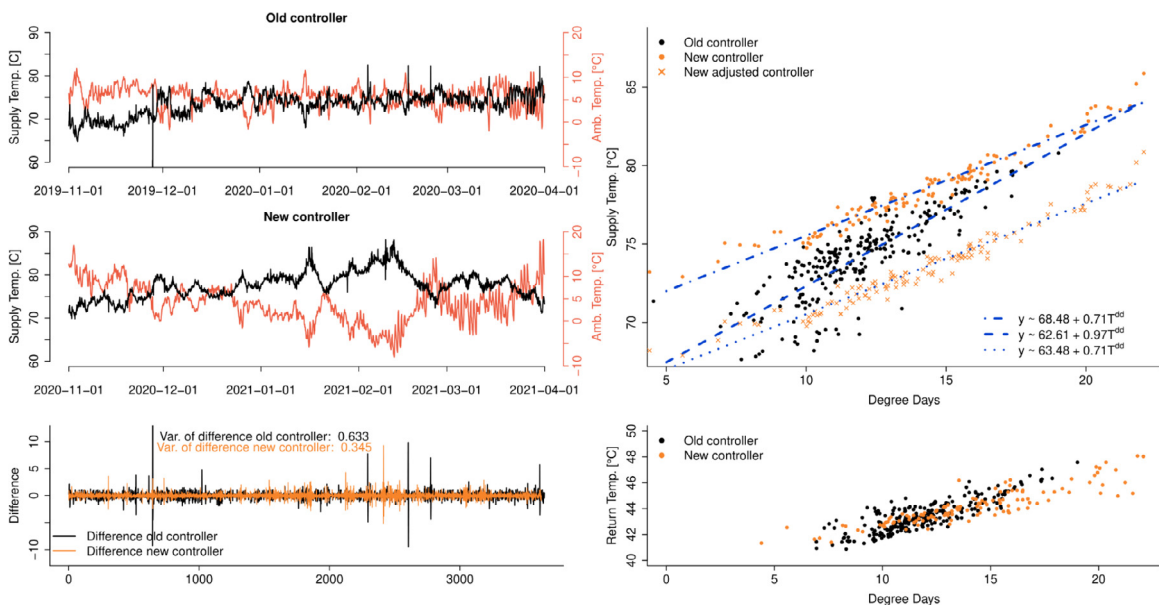 Old controller
Supply Temp. [C]
90
80
70
60
Amb. Temp. [°C]
20
10
5
0
−10
2019−11−01 2019−12−01 2020−01−01 2020−02−01 2020−03−01 2020−04−01
New controller
Supply Temp. [°C]
90
80
70
60
Amb. Temp. [°C]
20
10
5
0
−10
2020−11−01 2020−12−01 2021−01−01 2021−02−01 2021−03−01 2021−04−01
Difference
10
5
0
−10
Var. of difference old controller: 0.633
Var. of difference new controller: 0.345
Difference old controller
Difference new controller
0 1000 2000 3000
Old controller
New controller
New adjusted controller
Supply Temp. [°C]
85
80
75
70
y ~ 68.48 + 0.71T^dd
y ~ 62.61 + 0.97T^dd
y ~ 63.48 + 0.71T^dd
5 10 15 20
Degree Days
Old controller
New controller
Return Temp. [°C]
50
48
46
44
42
40
0 5 10 15 20
Degree Days